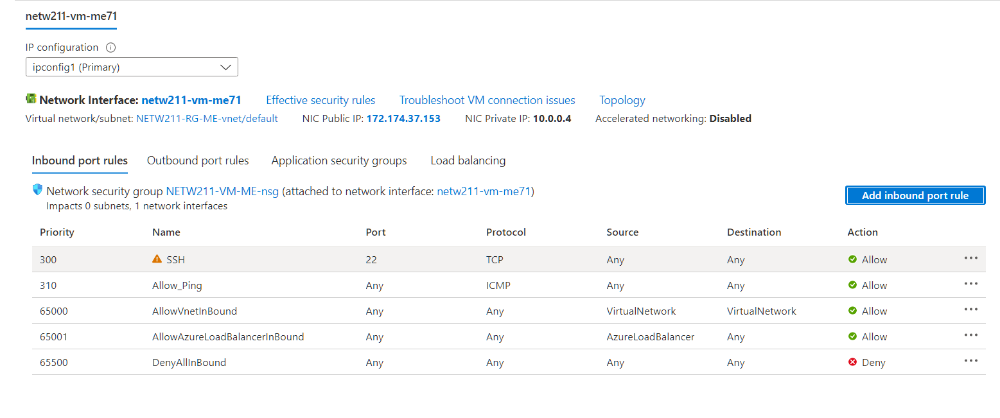 netw211-vm-me71
IP configuration
ipconfig1 (Primary)
Network Interface: netw211-vm-me71 Effective security rules Troubleshoot VM connection issues Topology
Virtual network/subnet: NETW211-RG-ME-vnet/default NIC Public IP: 172.174.37.153 NIC Private IP: 10.0.0.4 Accelerated networking: Disabled
Inbound port rules Outbound port rules Application security groups Load balancing
Network security group NETW211-VM-ME-nsg (attached to network interface: netw211-vm-me71)
Impacts 0 subnets, 1 network interfaces
Add inbound port rule
Priority Name Port Protocol Source Destination Action
300 SSH 22 TCP Any Any Allow
310 Allow_Ping Any ICMP Any Any Allow
65000 AllowVnetInBound Any Any VirtualNetwork VirtualNetwork Allow
65001 AllowAzureLoadBalancerInBound Any Any AzureLoadBalancer Any Allow
65500 DenyAllInBound Any Any Any Any Deny